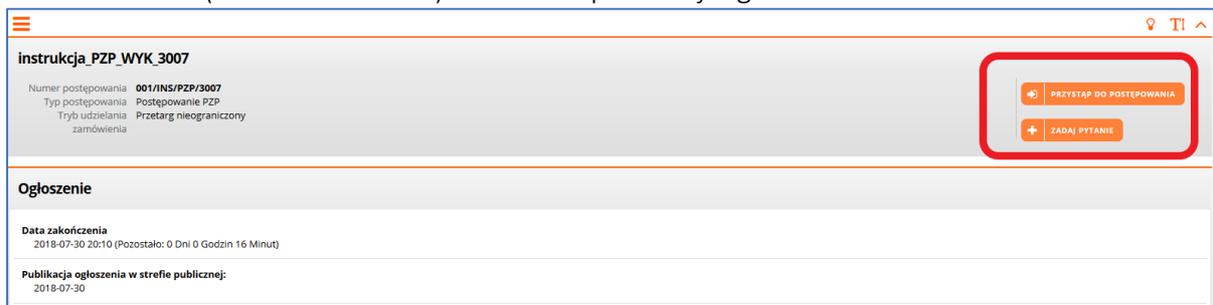 T1
instrukcja_PZP_WYK_3007
Numer postępowania 001/INS/PZP/3007
Typ postępowania Postępowanie PZP
Tryb udzielania Przetarg nieograniczony
zamówienia
PRZYSTĄP DO POSTĘPOWANIA
ZADAJ PYTANIE
Ogłoszenie
Data zakończenia
2018-07-30 20:10 (Pozostało: 0 Dni 0 Godzin 16 Minut)
Publikacja ogłoszenia w strefie publicznej:
2018-07-30